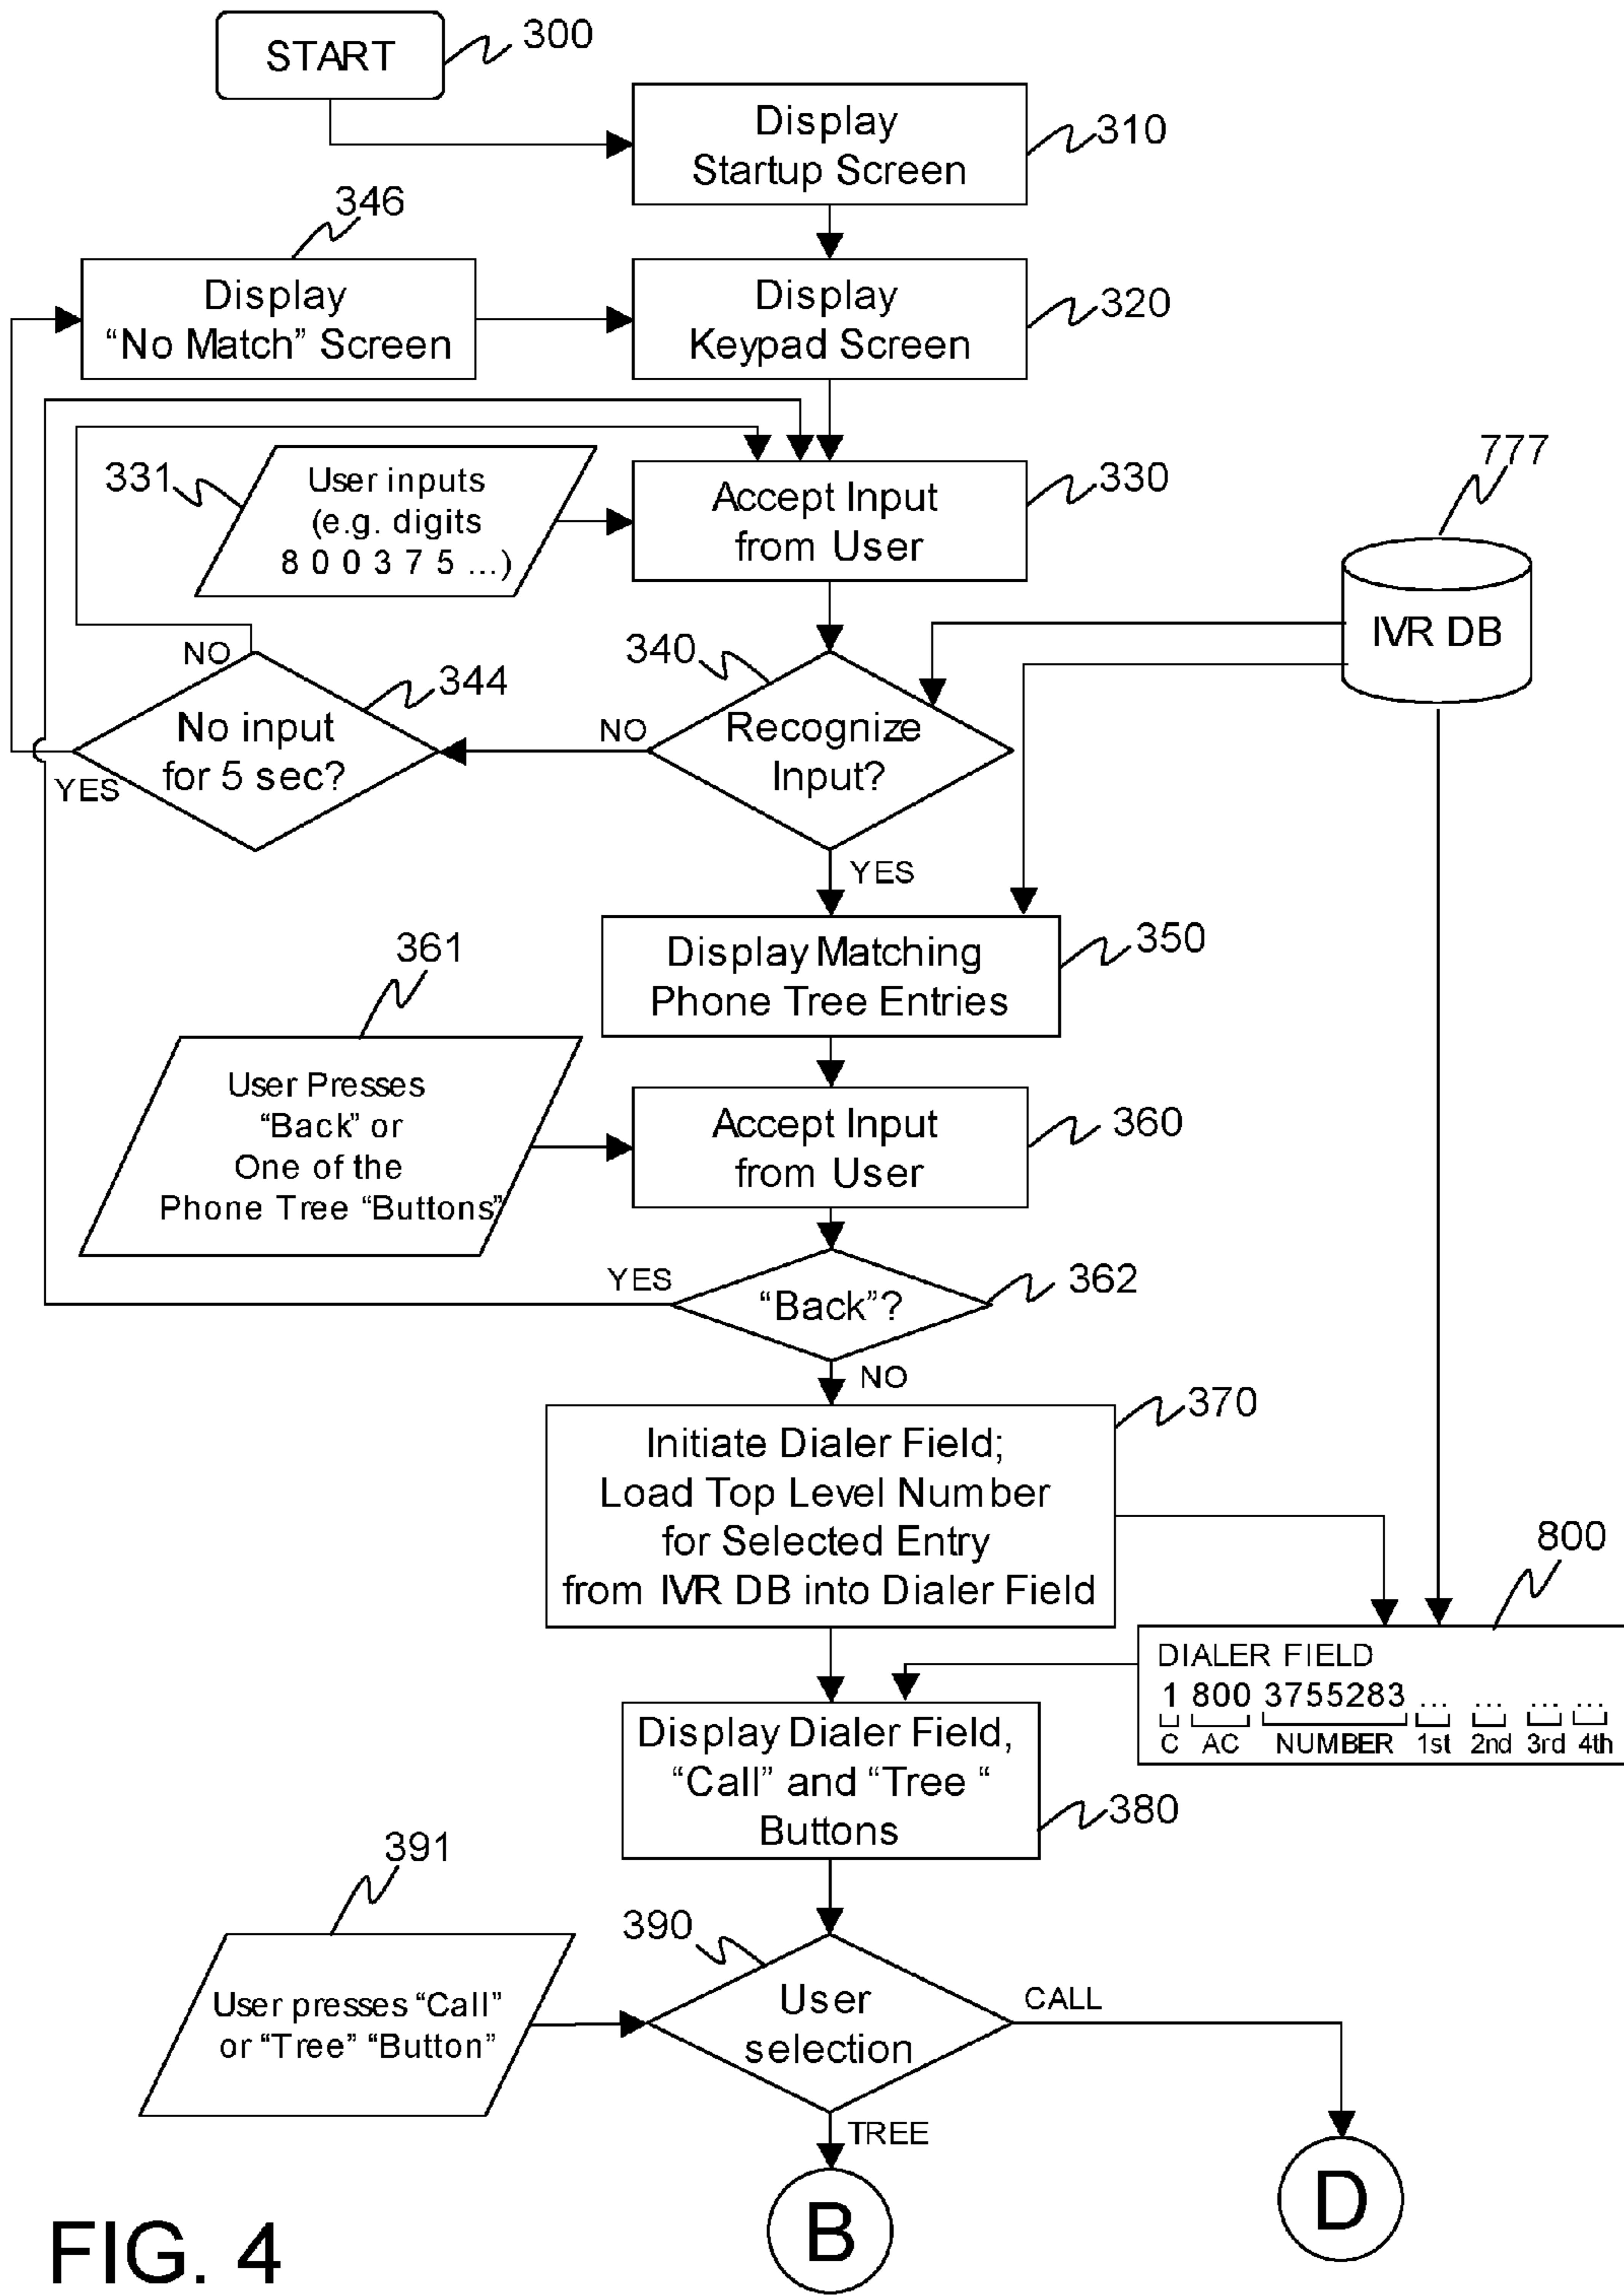 START
300
Display
Startup Screen
310
346
Display
“No Match” Screen
Display
Keypad Screen
320
331
User inputs
(e.g. digits
8 0 0 3 7 5 ...)
Accept Input
from User
330
777
IVR DB
NO
344
No input
for 5 sec?
YES
340
NO
Recognize
Input?
YES
361
Display Matching
Phone Tree Entries
350
User Presses
“Back” or
One of the
Phone Tree “Buttons”
Accept Input
from User
360
YES
“Back”?
362
NO
370
Initiate Dialer Field;
Load Top Level Number
for Selected Entry
from IVR DB into Dialer Field
800
DIALER FIELD
1 800 3755283 ... ... ... ...
C AC NUMBER 1st 2nd 3rd 4th
Display Dialer Field,
“Call” and “Tree “
Buttons
380
391
390
User presses “Call”
or “Tree” “Button”
User
selection
CALL
TREE
B
D
FIG. 4